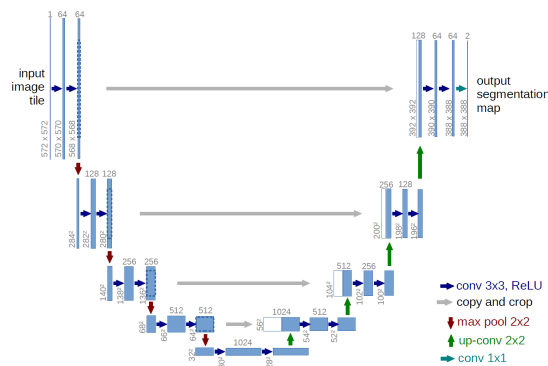 1 64 64
128 64 64 2
input
image
tile
output
segmentation
map
572 x 572
570 x 570
568 x 568
392 x 392
390 x 390
388 x 388
388 x 388
128 128
256 128
284²
282²
280²
200²
198²
196²
256 256
512 256
140²
138²
136²
104²
102²
100²
512 512
1024 512
68²
66²
64²
56²
54²
52²
1024
32²
30²
28²
conv 3x3, ReLU
copy and crop
max pool 2x2
up-conv 2x2
conv 1x1